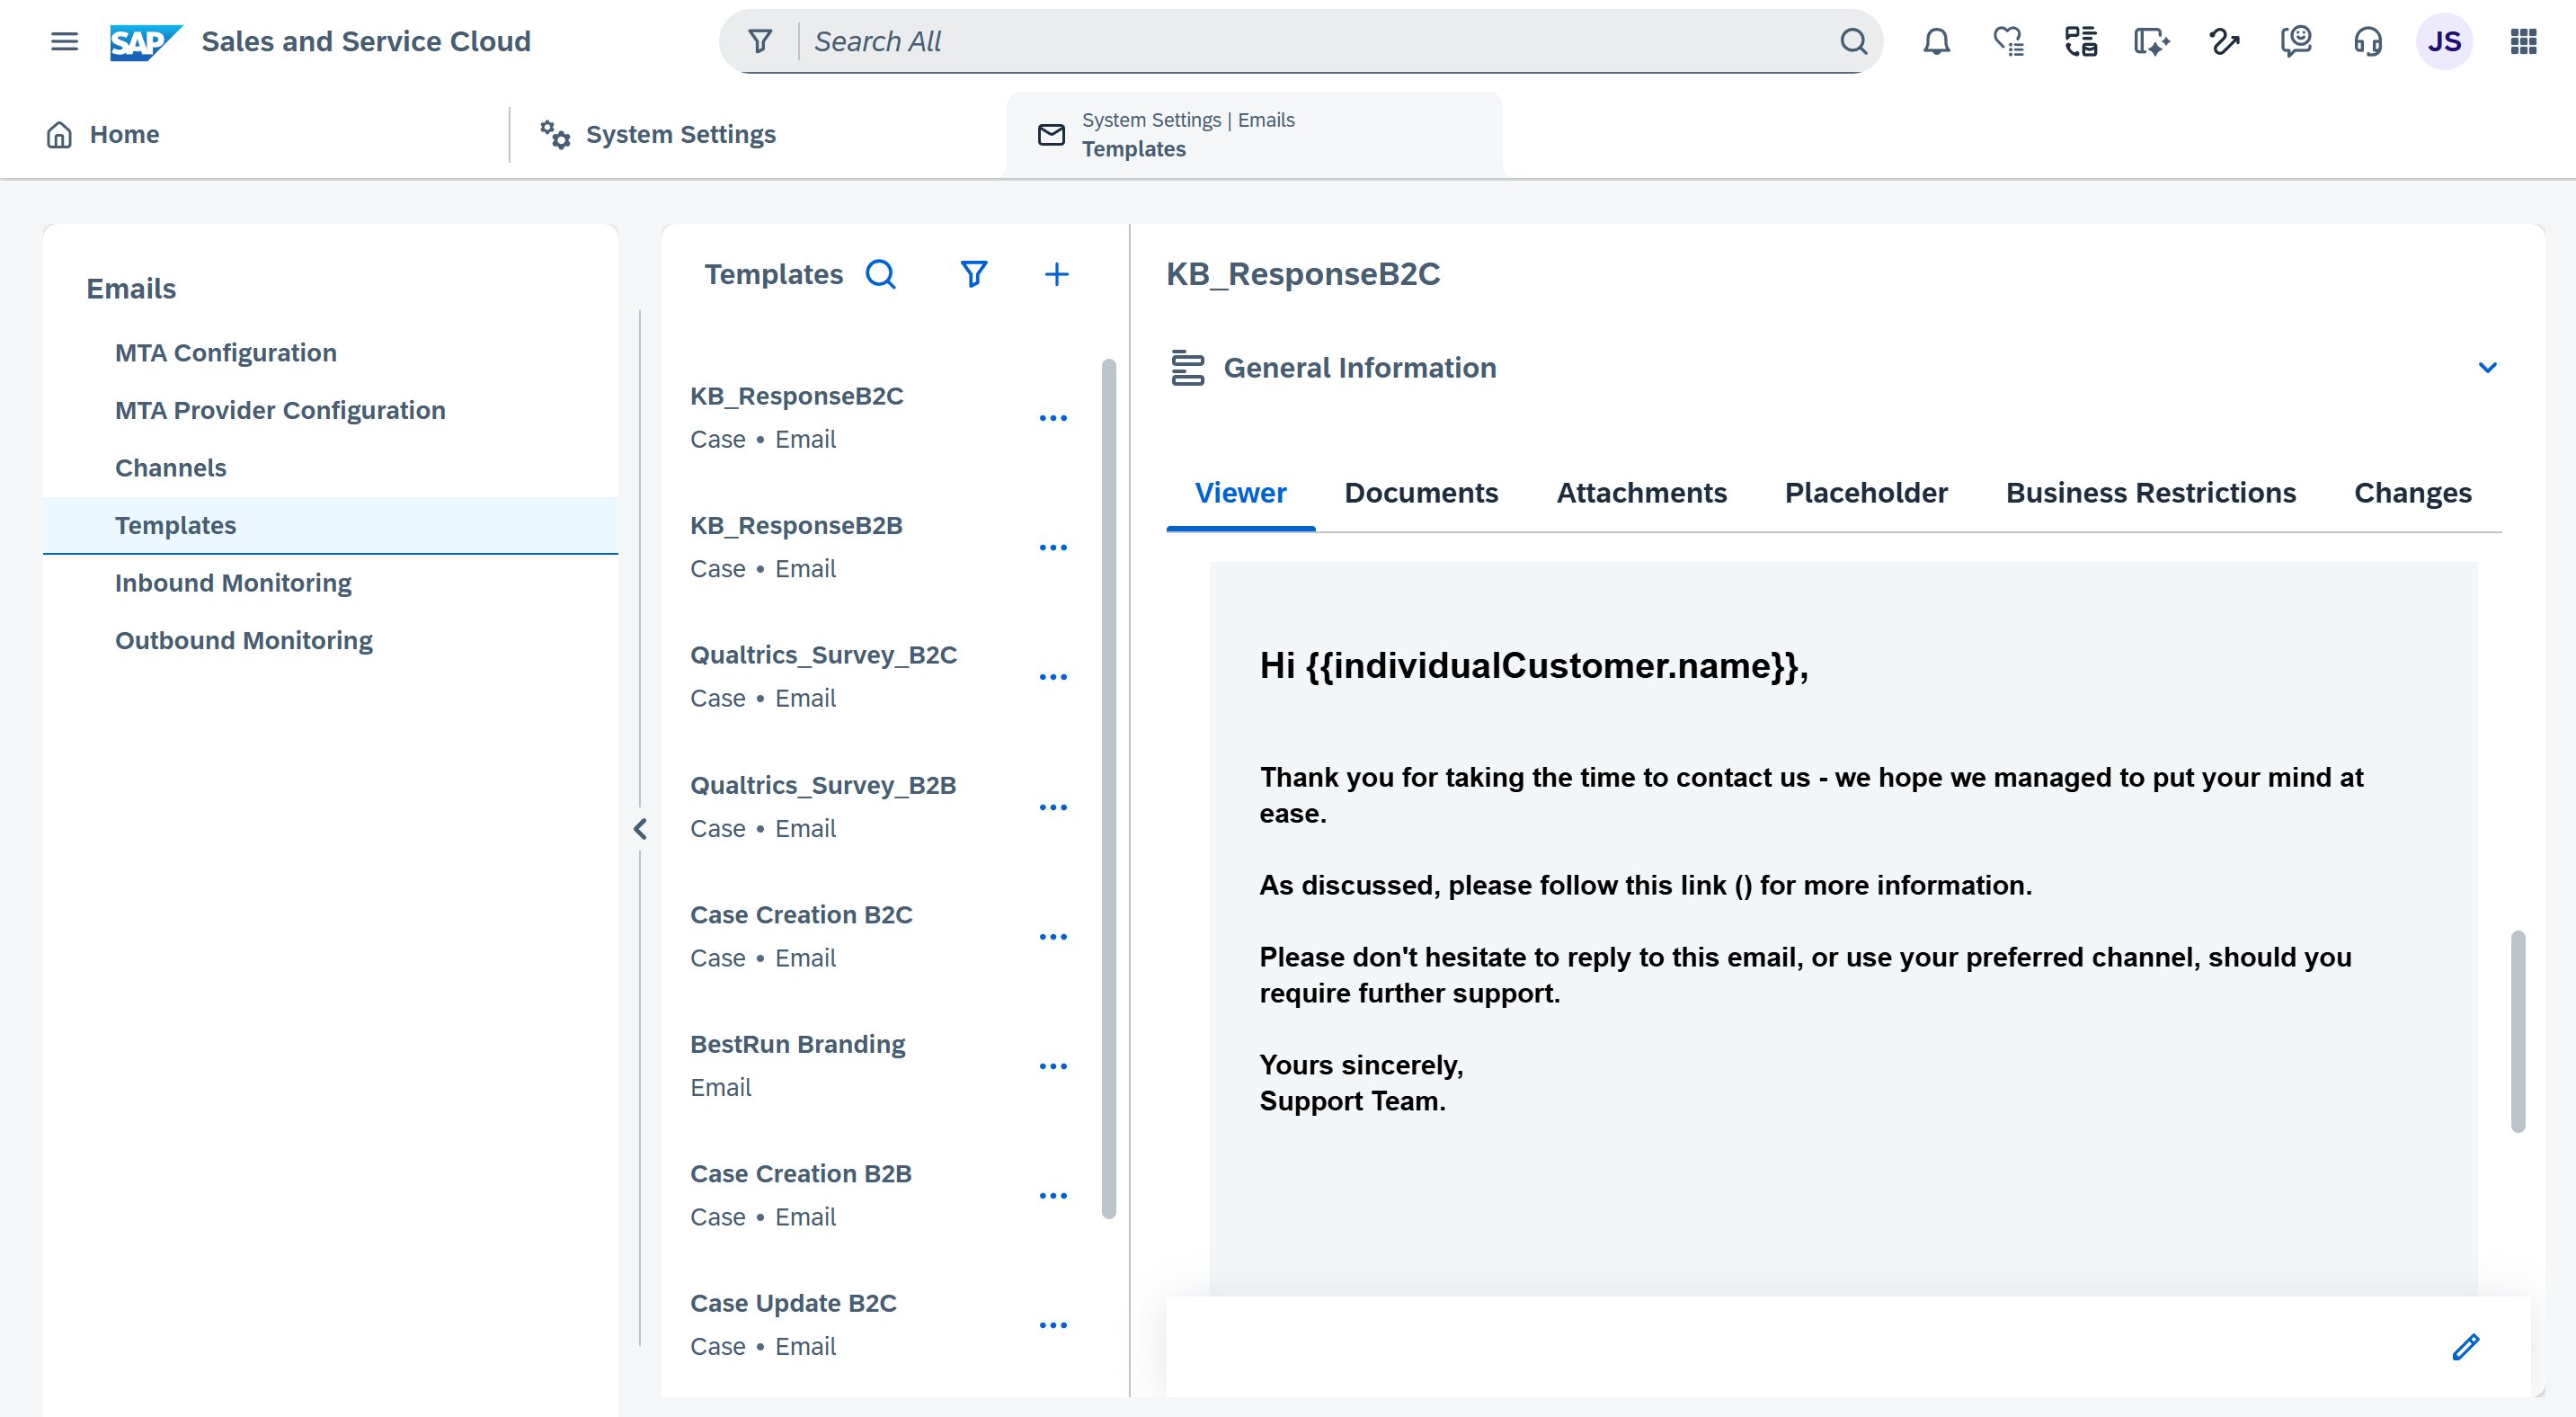 SAP Sales and Service Cloud
Search All
JS
Home
System Settings
System Settings | Emails
Templates
Emails
MTA Configuration
MTA Provider Configuration
Channels
Templates
Inbound Monitoring
Outbound Monitoring
Templates
KB_ResponseB2C
Case • Email
KB_ResponseB2B
Case • Email
Qualtrics_Survey_B2C
Case • Email
Qualtrics_Survey_B2B
Case • Email
Case Creation B2C
Case • Email
BestRun Branding
Email
Case Creation B2B
Case • Email
Case Update B2C
Case • Email
KB_ResponseB2C
General Information
Viewer Documents Attachments Placeholder Business Restrictions Changes
Hi {{individualCustomer.name}},
Thank you for taking the time to contact us - we hope we managed to put your mind at
ease.
As discussed, please follow this link () for more information.
Please don't hesitate to reply to this email, or use your preferred channel, should you
require further support.
Yours sincerely,
Support Team.